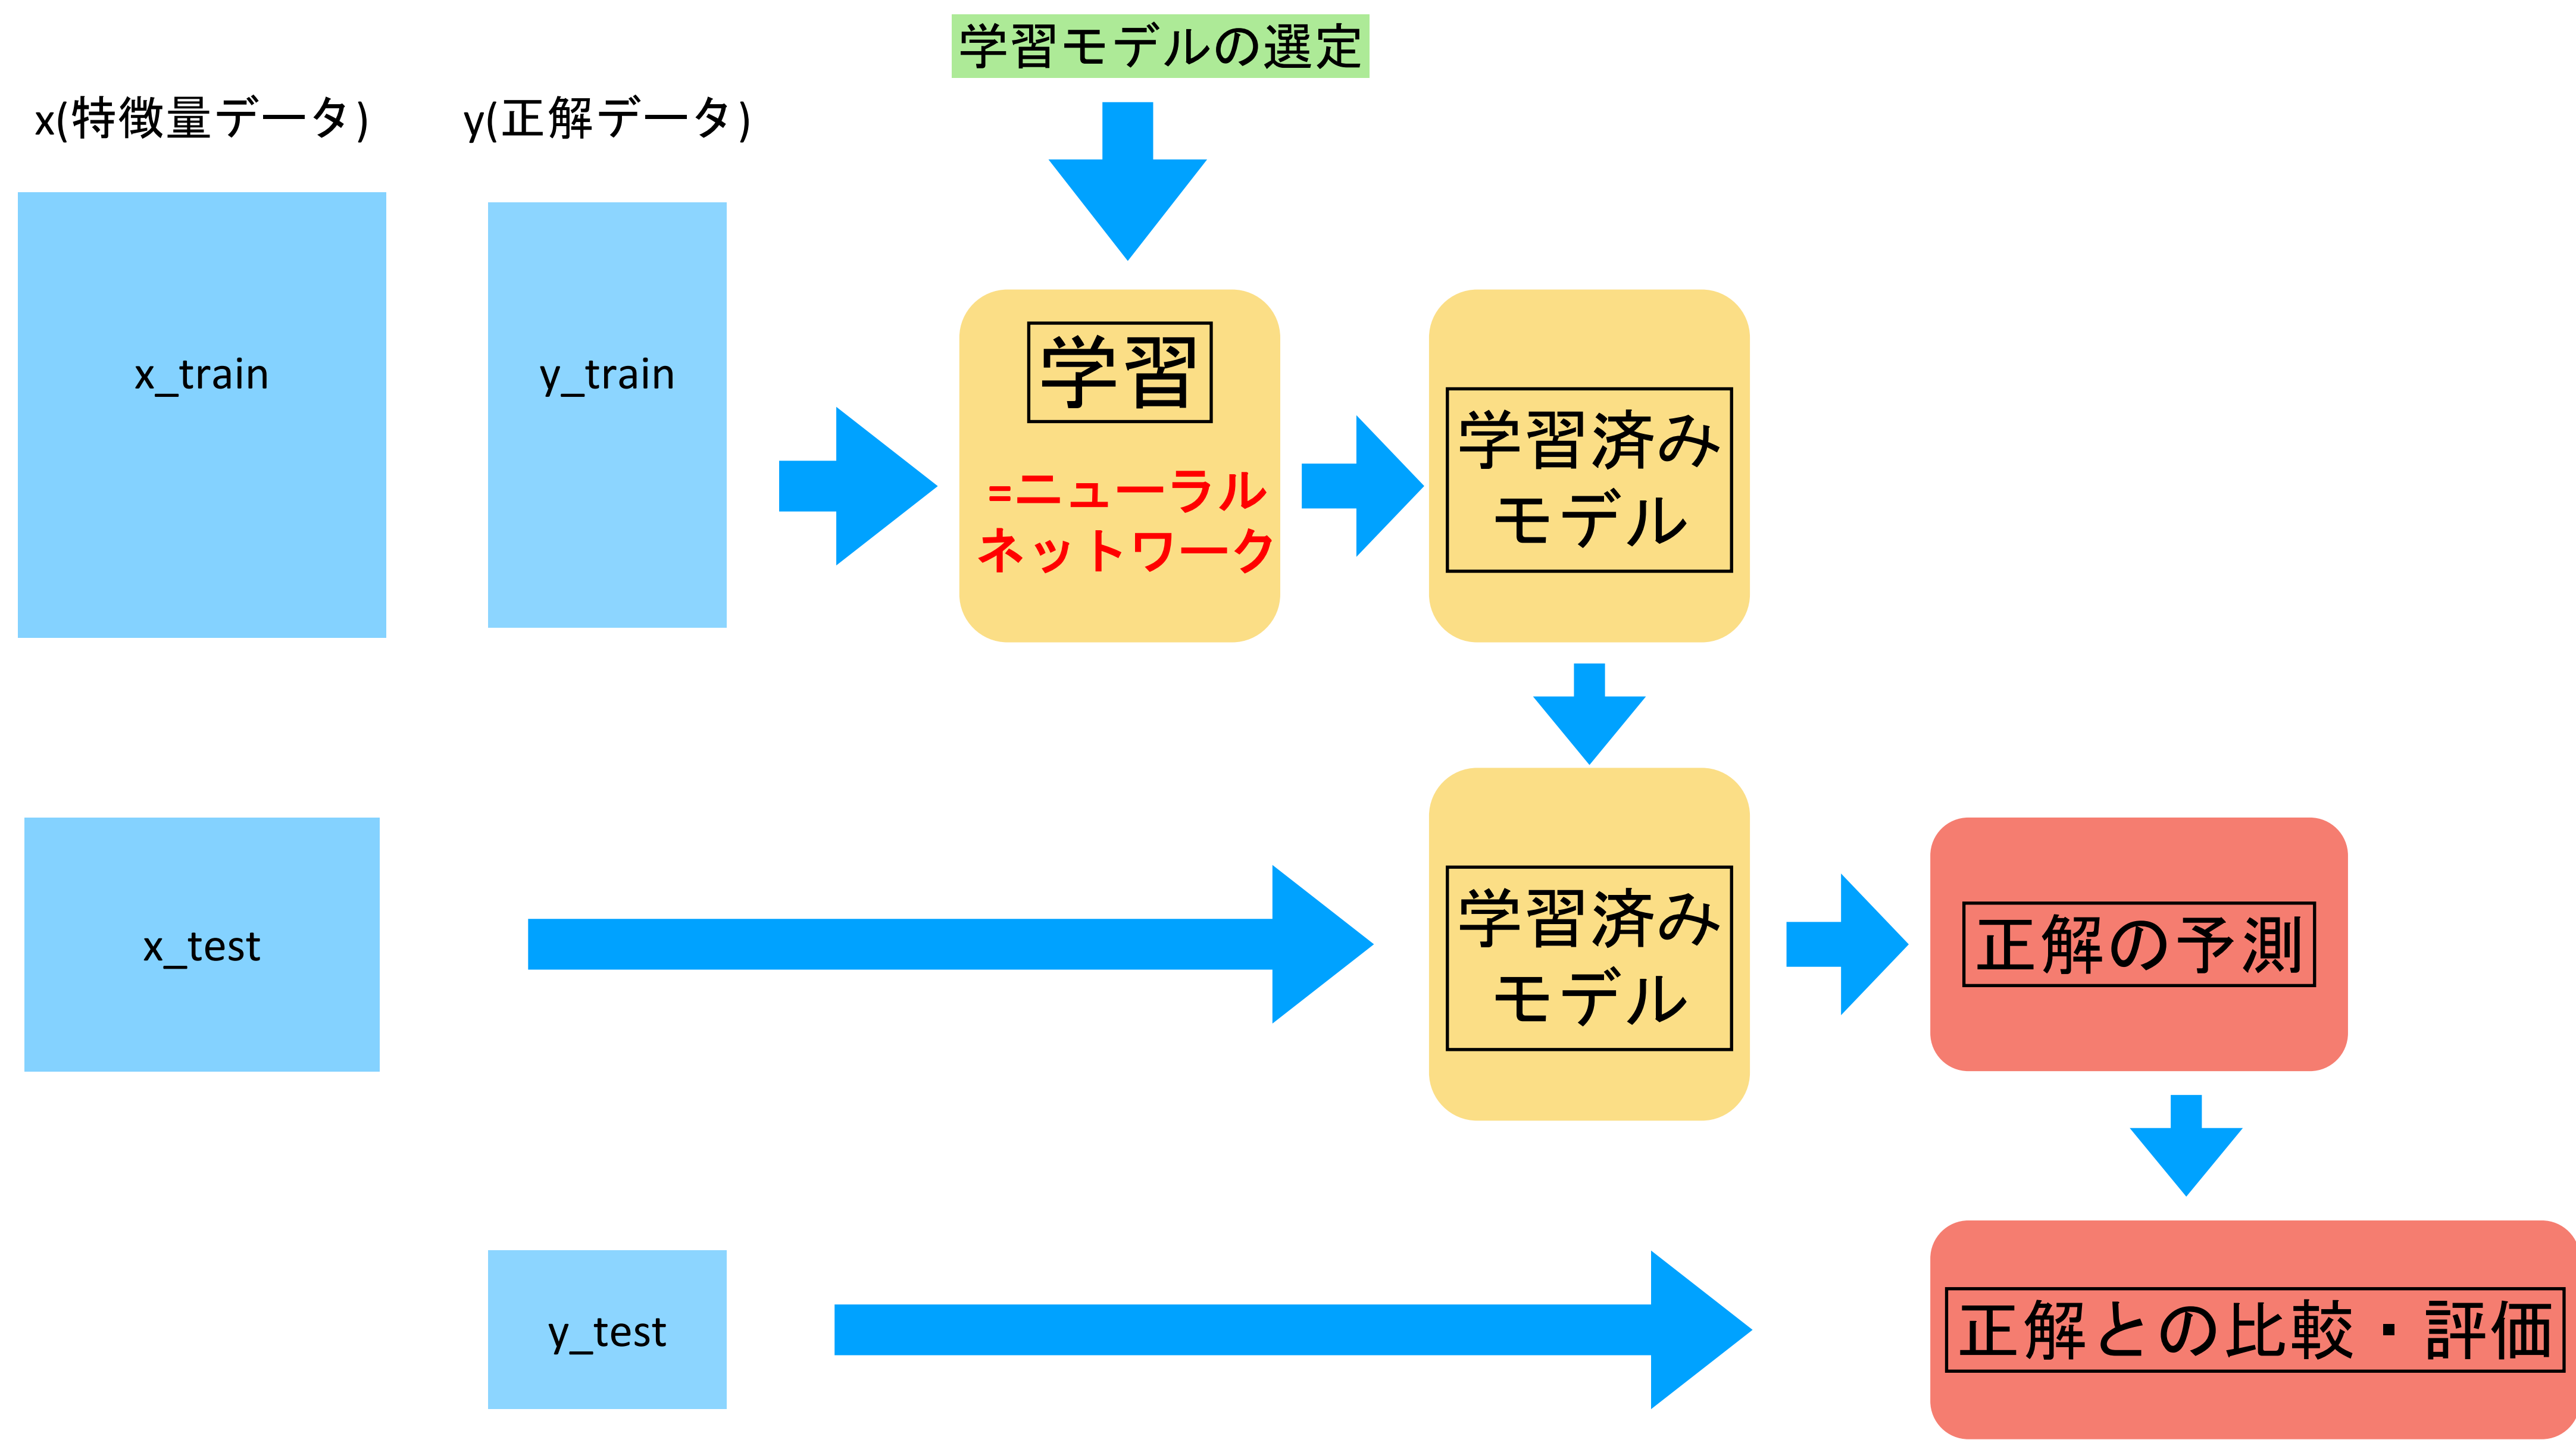 学習モデルの選定
x(特徴量データ)
y(正解データ)
x_train
y_train
学習
=ニューラル
ネットワーク
学習済み
モデル
x_test
学習済み
モデル
正解の予測
y_test
正解との比較・評価